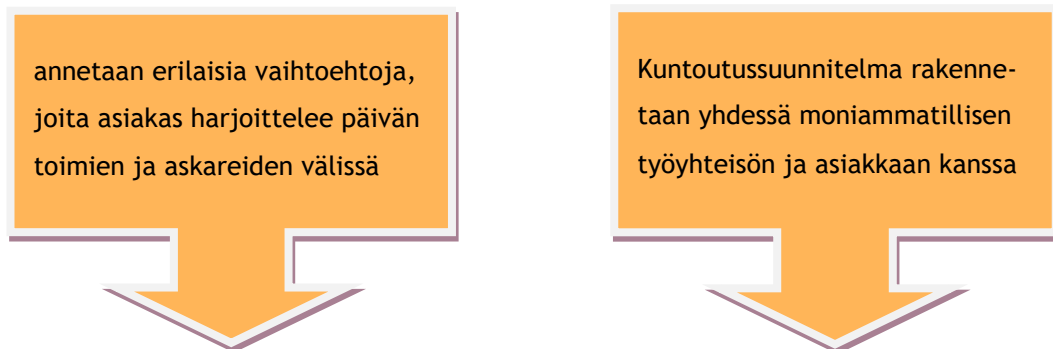 annetaan erilaisia vaihtoehtoja,
joita asiakas harjoittelee päivän
toimien ja askareiden välissä
Kuntoutussuunnitelma rakenne-
taan yhdessä moniammatillisen
työyhteisön ja asiakkaan kanssa